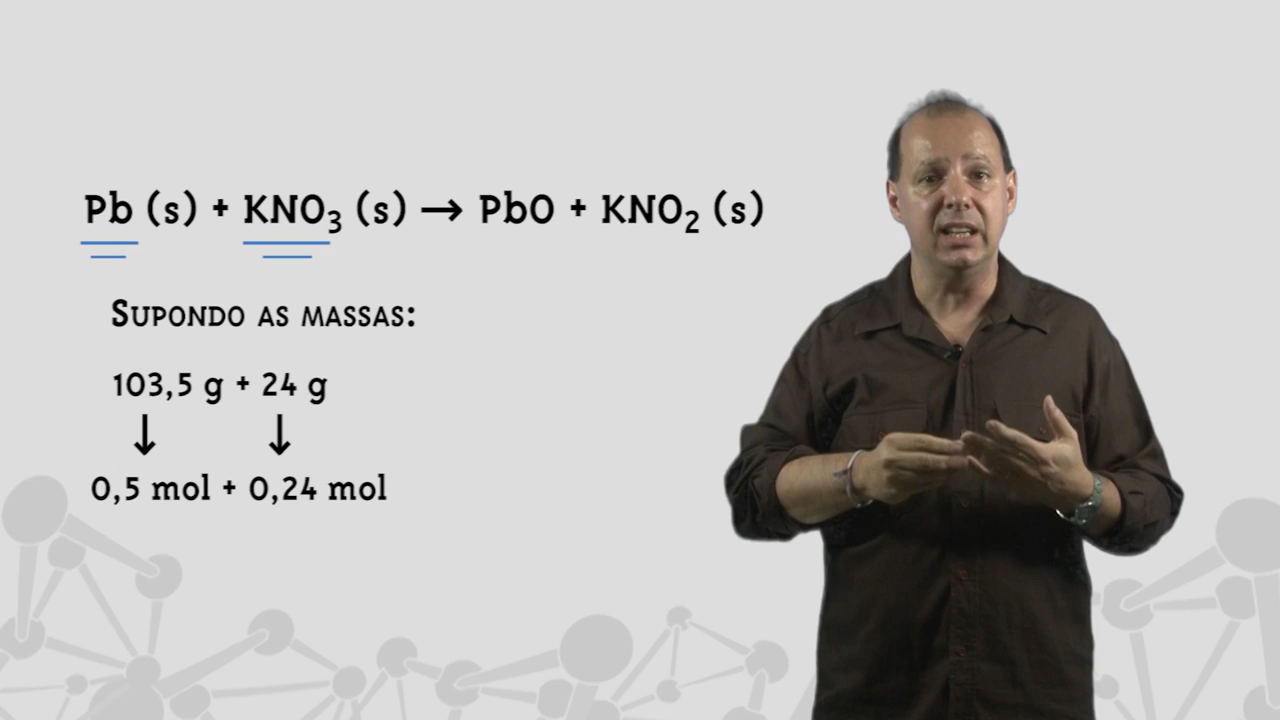 Pb (s) + KNO₃ (s) → PbO + KNO₂ (s)
Supondo as massas:
103,5 g + 24 g
↓ ↓
0,5 mol + 0,24 mol